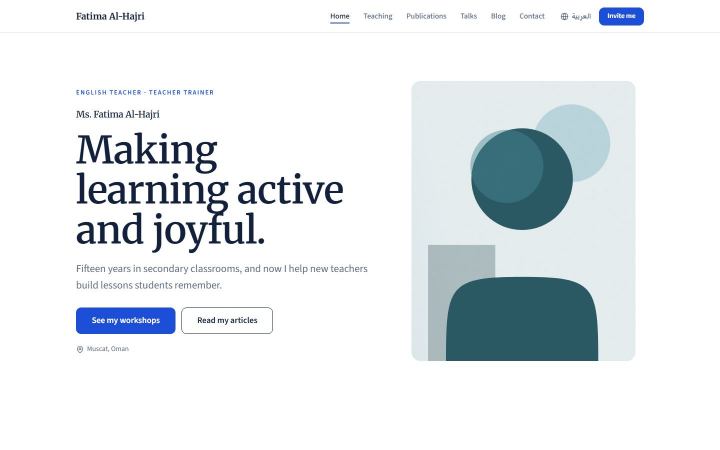 Fatima Al-Hajri
Home Teaching Publications Talks Blog Contact العربية Invite me
ENGLISH TEACHER · TEACHER TRAINER
Ms. Fatima Al-Hajri
Making
learning active
and joyful.
Fifteen years in secondary classrooms, and now I help new teachers
build lessons students remember.
See my workshops Read my articles
Muscat, Oman